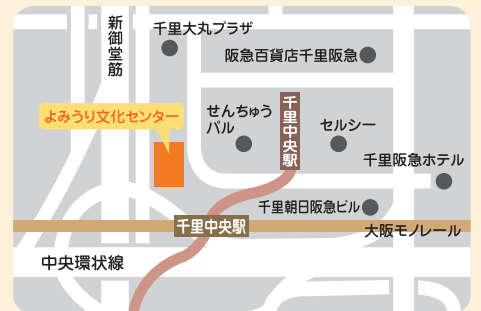 新御堂筋
千里大丸プラザ
阪急百貨店千里阪急
よみうり文化センター
せんちゅう
パル
千里中央駅
セルシー
千里阪急ホテル
千里朝日阪急ビル
千里中央駅
大阪モノレール
中央環状線